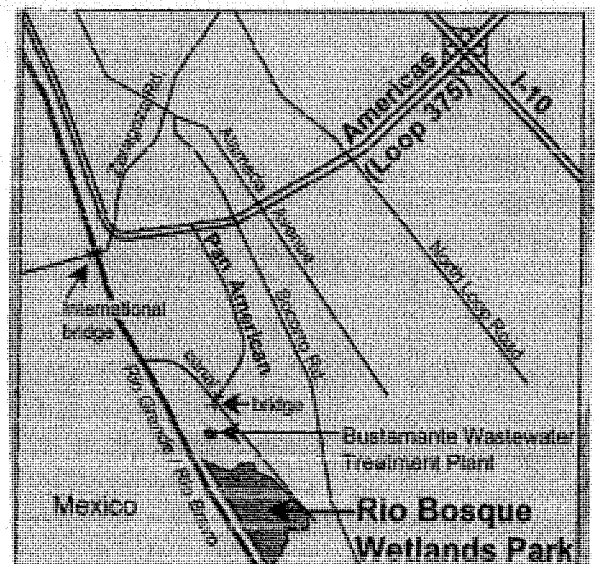 Zaragoza Rd.
Americas
(Loop 375)
I-10
Alameda Avenue
Pan American
Socorro Rd.
North Loop Road
International
bridge
canal
bridge
Rio Grande / Rio Bravo
Bustamante Wastewater
Treatment Plant
Mexico
Rio Bosque
Wetlands Park